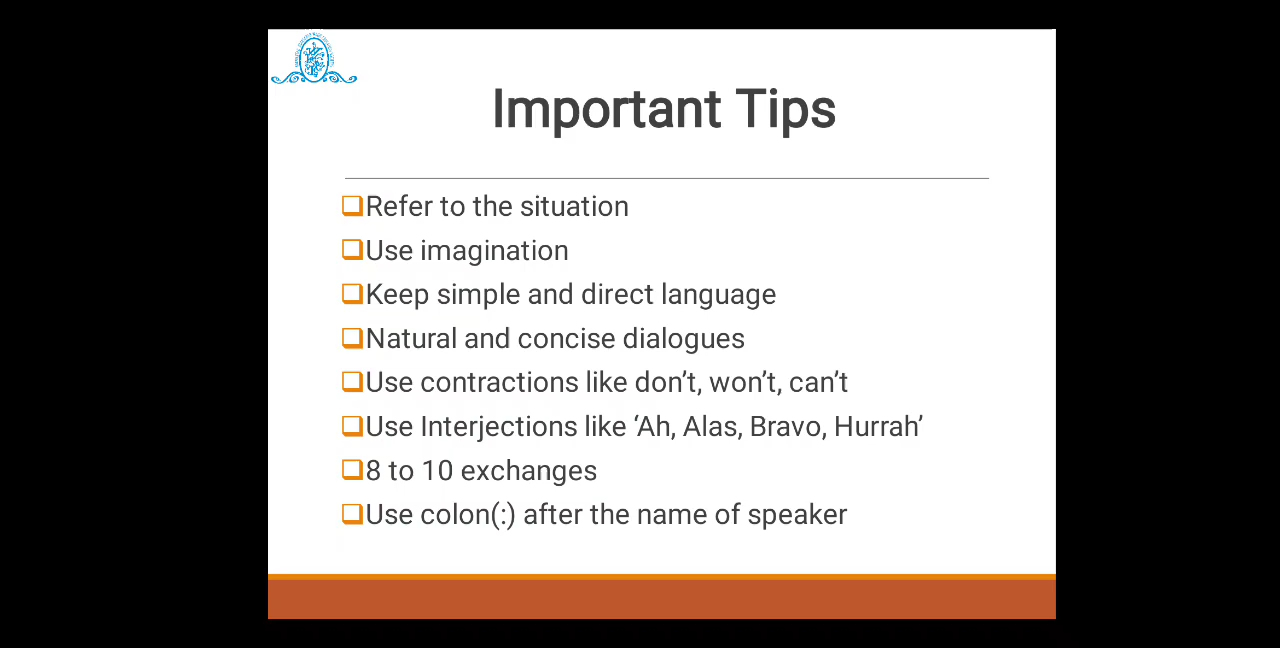 Important Tips
Refer to the situation
Use imagination
Keep simple and direct language
Natural and concise dialogues
Use contractions like don’t, won’t, can’t
Use Interjections like ‘Ah, Alas, Bravo, Hurrah’
8 to 10 exchanges
Use colon(:) after the name of speaker